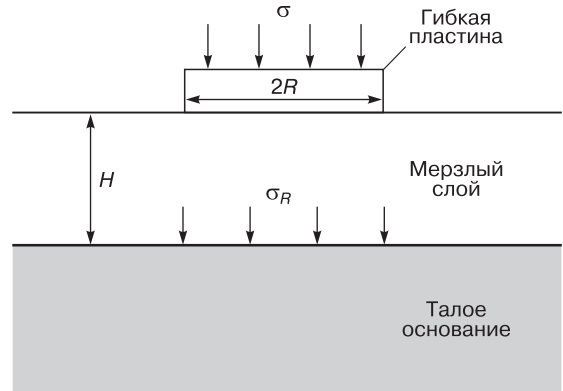 σ
Гибкая
пластина
2R
H
Мерзлый
слой
σR
Талое
основание